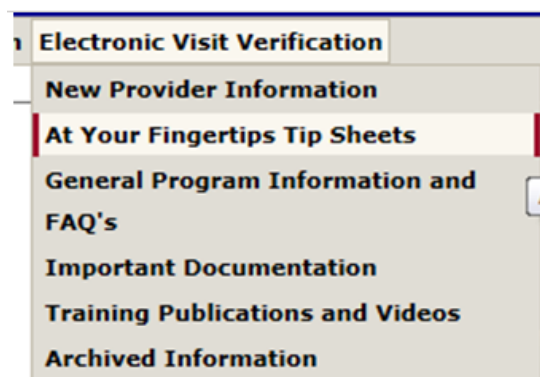 Electronic Visit Verification
New Provider Information
At Your Fingertips Tip Sheets
General Program Information and
FAQ's
Important Documentation
Training Publications and Videos
Archived Information